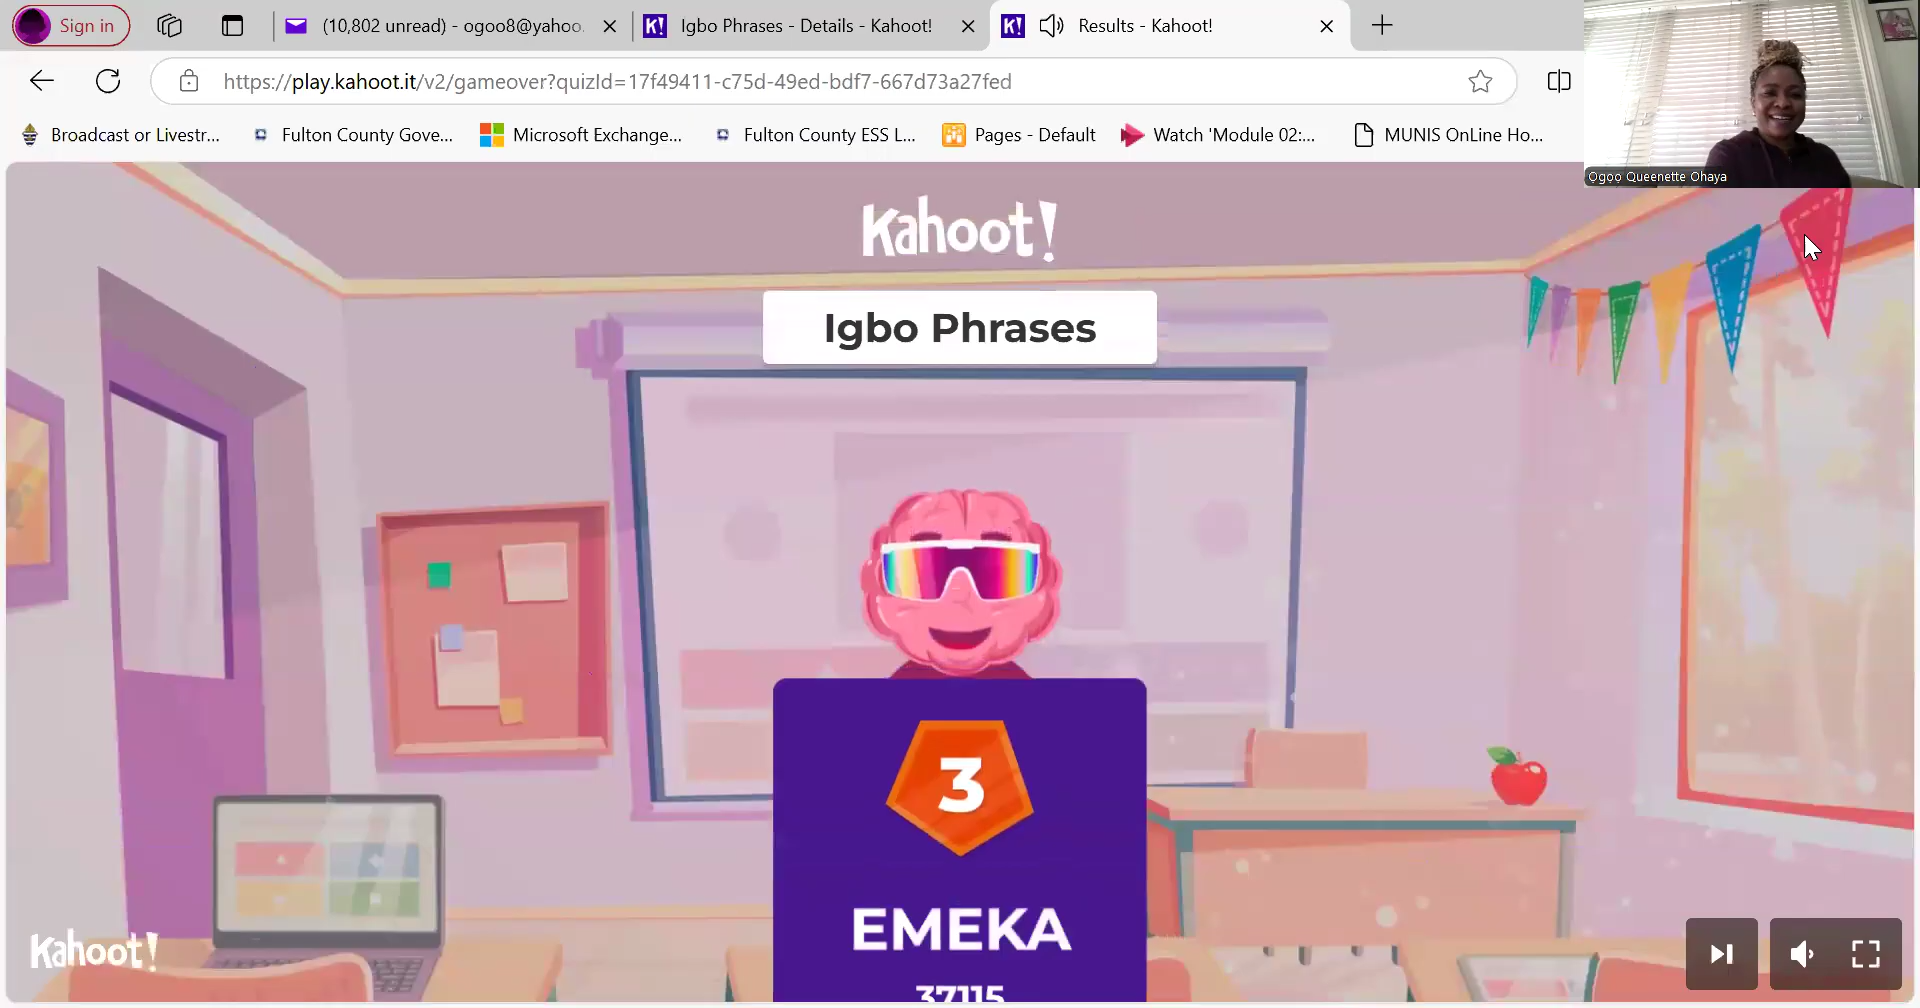 Sign in
(10,802 unread) - ogoo8@yahoo.
Igbo Phrases - Details - Kahoot!
Results - Kahoot!
https://play.kahoot.it/v2/gameover?quizId=17f49411-c75d-49ed-bdf7-667d73a27fed
Broadcast or Livestr...
Fulton County Gove...
Microsoft Exchange...
Fulton County ESS L...
Pages - Default
Watch 'Module 02:...
MUNIS OnLine Ho...
Ogoo Queenette Ohaya
Kahoot!
Igbo Phrases
3
EMEKA
37115
Kahoot!